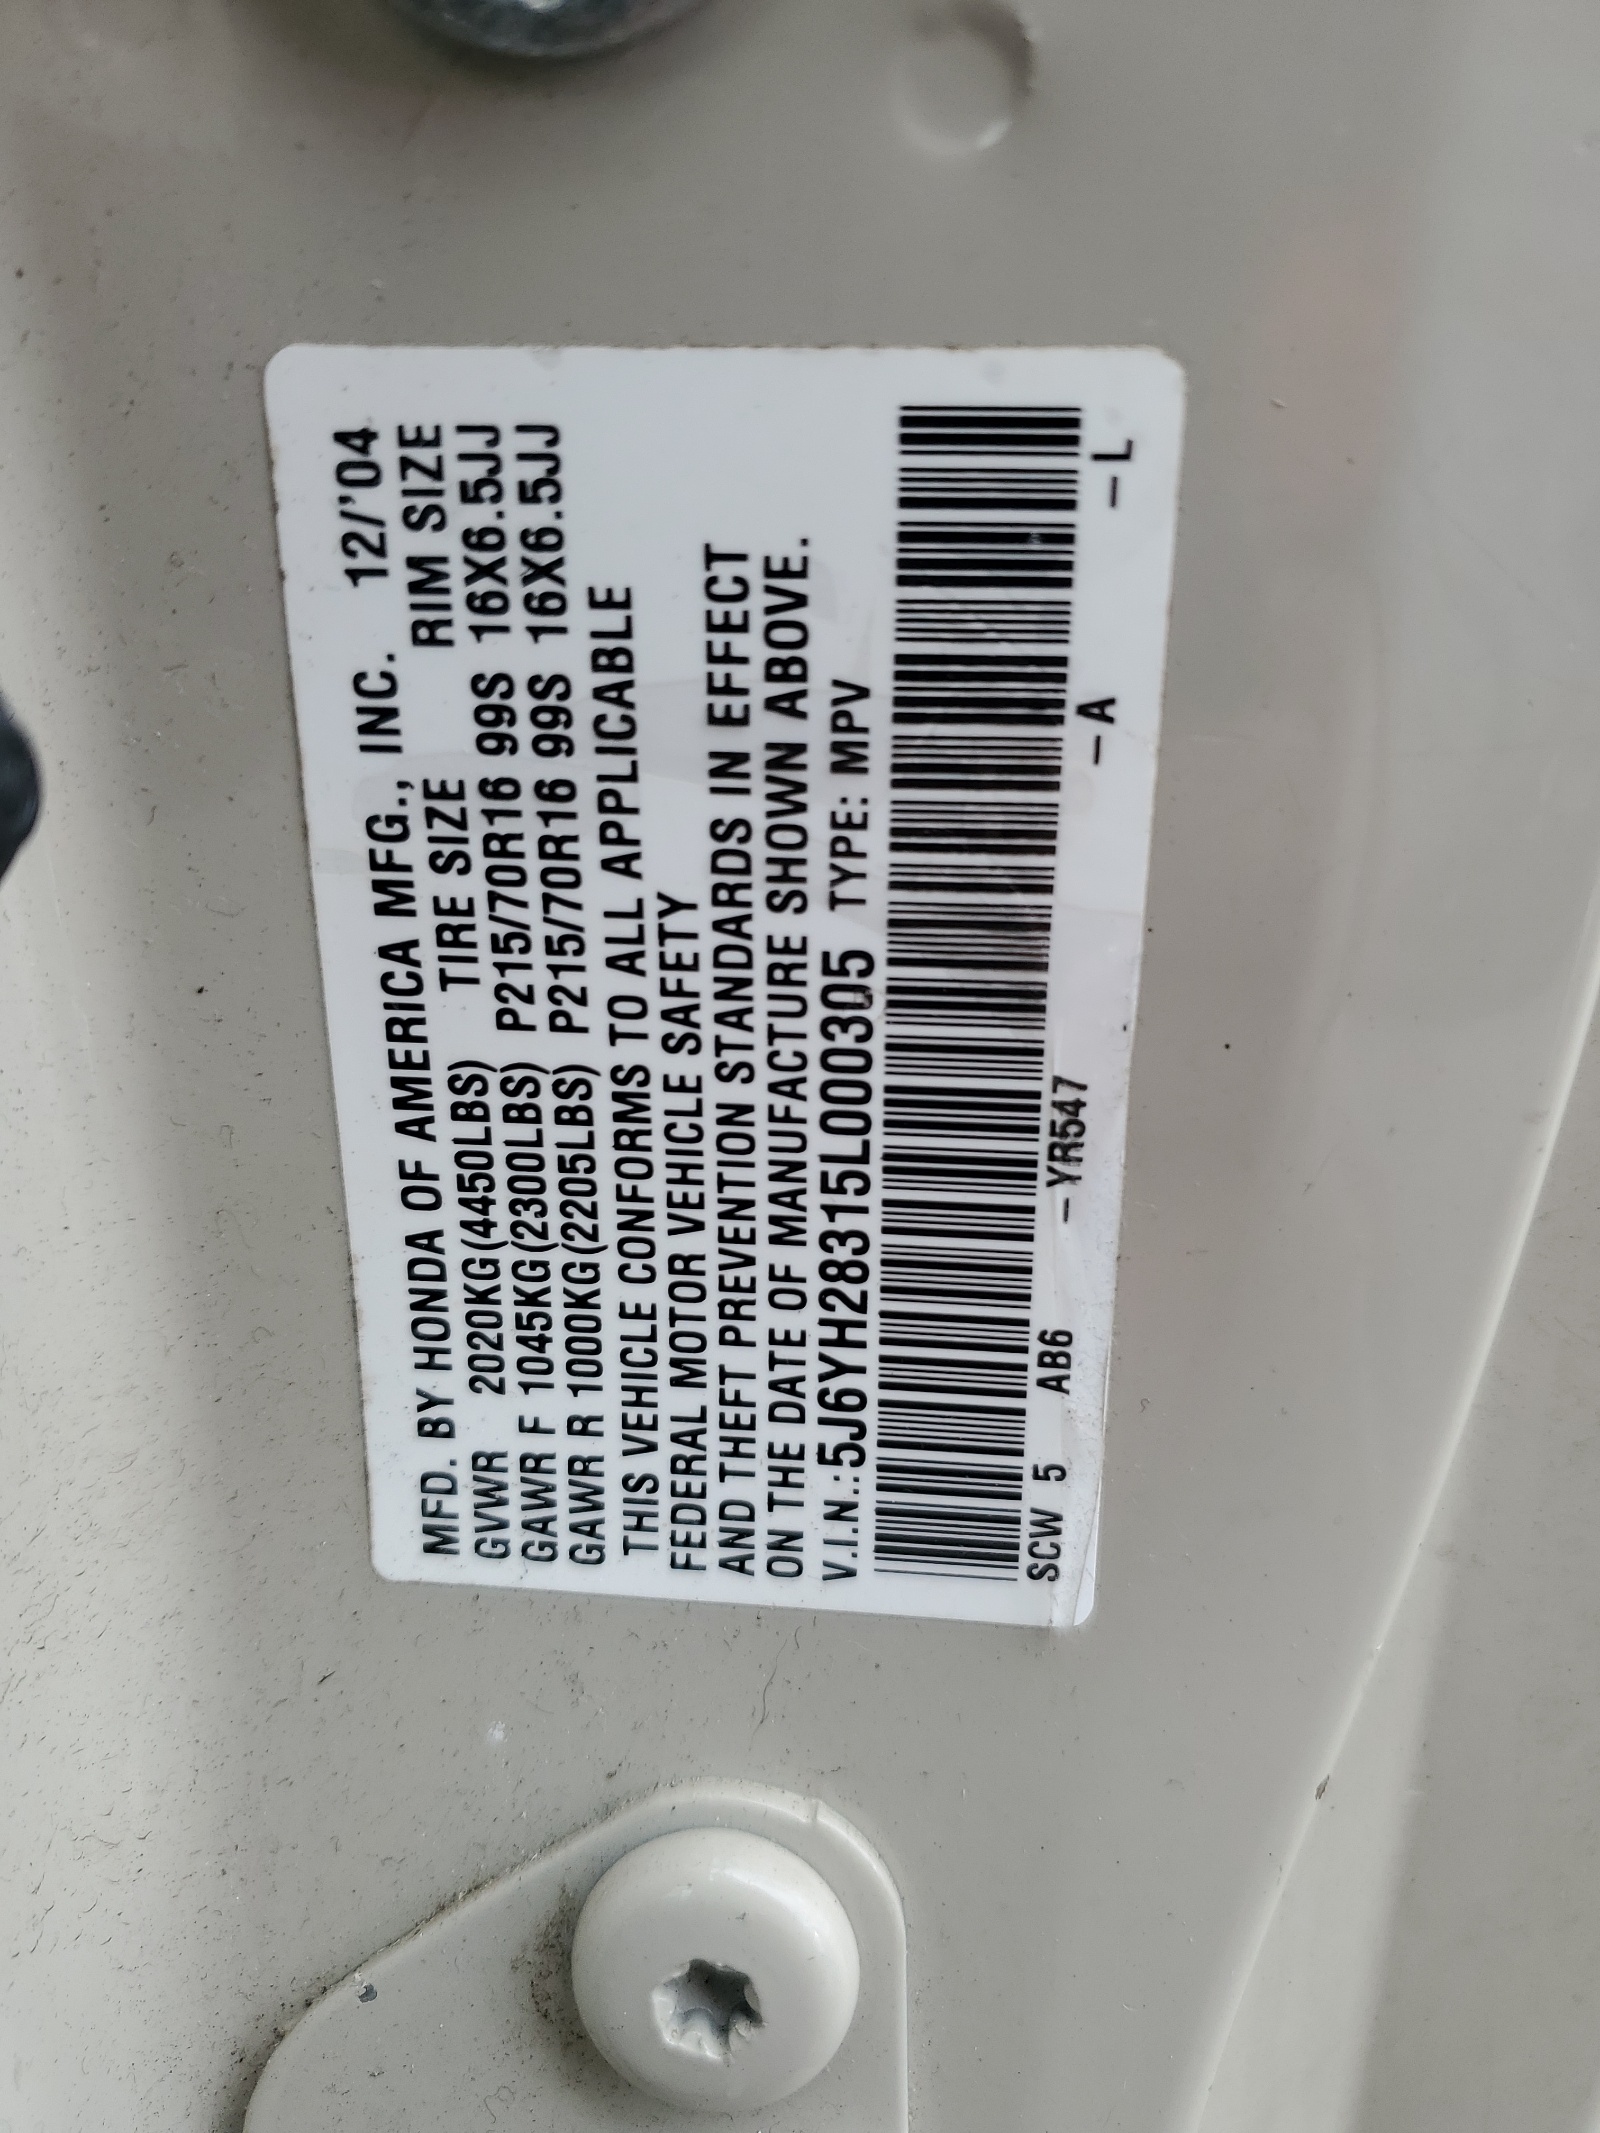 MFD. BY HONDA OF AMERICA MFG., INC. 12/'04
GVWR 2020KG(4450LBS) TIRE SIZE RIM SIZE
GAWR F 1045KG(2300LBS) P215/70R16 99S 16X6.5JJ
GAWR R 1000KG(2205LBS) P215/70R16 99S 16X6.5JJ
THIS VEHICLE CONFORMS TO ALL APPLICABLE
FEDERAL MOTOR VEHICLE SAFETY
AND THEFT PREVENTION STANDARDS IN EFFECT
ON THE DATE OF MANUFACTURE SHOWN ABOVE.
V.I.N.:5J6YH28315L000305 TYPE: MPV
SCW 5 AB6 -YR547 -A -L